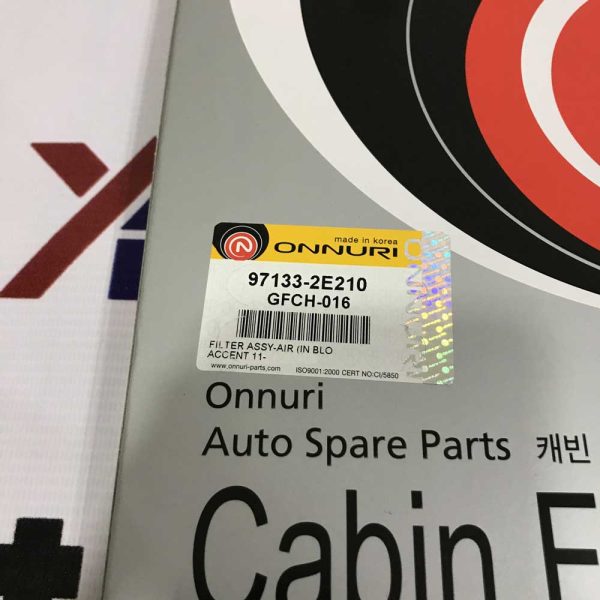 made in korea
ONNURI
97133-2E210
GFCH-016
FILTER ASSY-AIR (IN BLO
ACCENT 11-
www.onnuri-parts.com ISO9001:2000 CERT NO:CI/5850
ONNURI
Onnuri
Auto Spare Parts 캐빈
Cabin F